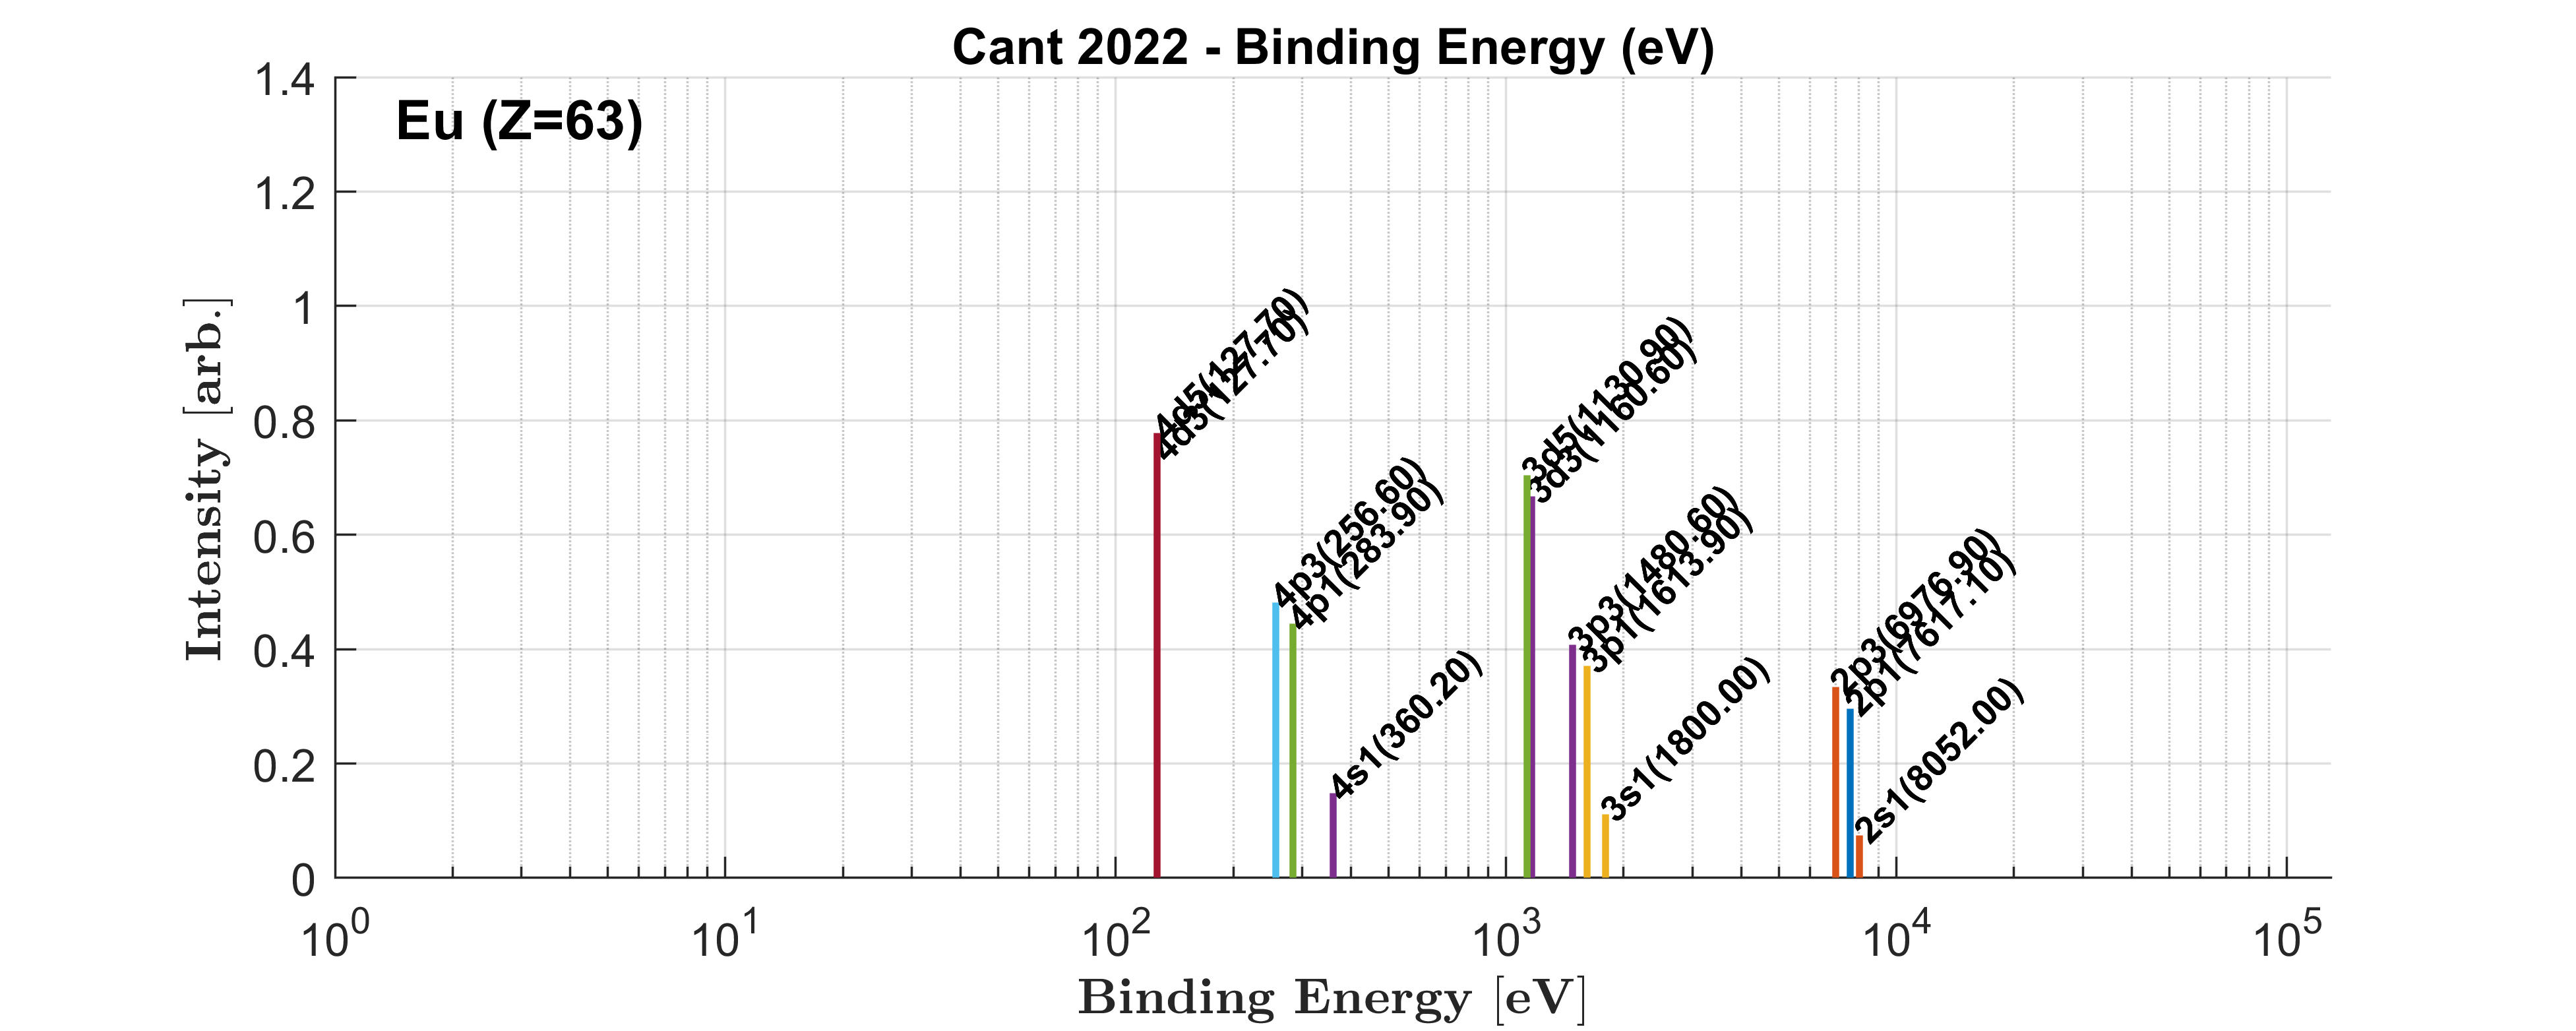 Cant 2022 - Binding Energy (eV)
Eu (Z=63)
1.4
1.2
1
0.8
0.6
0.4
0.2
0
Intensity [arb.]
4d5(127.70)
4d3(127.70)
4p3(256.60)
4p1(283.90)
4s1(360.20)
3d5(1130.90)
3d3(1160.60)
3p3(1480.60)
3p1(1613.90)
3s1(1800.00)
2p3(6976.90)
2p1(7617.10)
2s1(8052.00)
10^0 10^1 10^2 10^3 10^4 10^5
Binding Energy [eV]